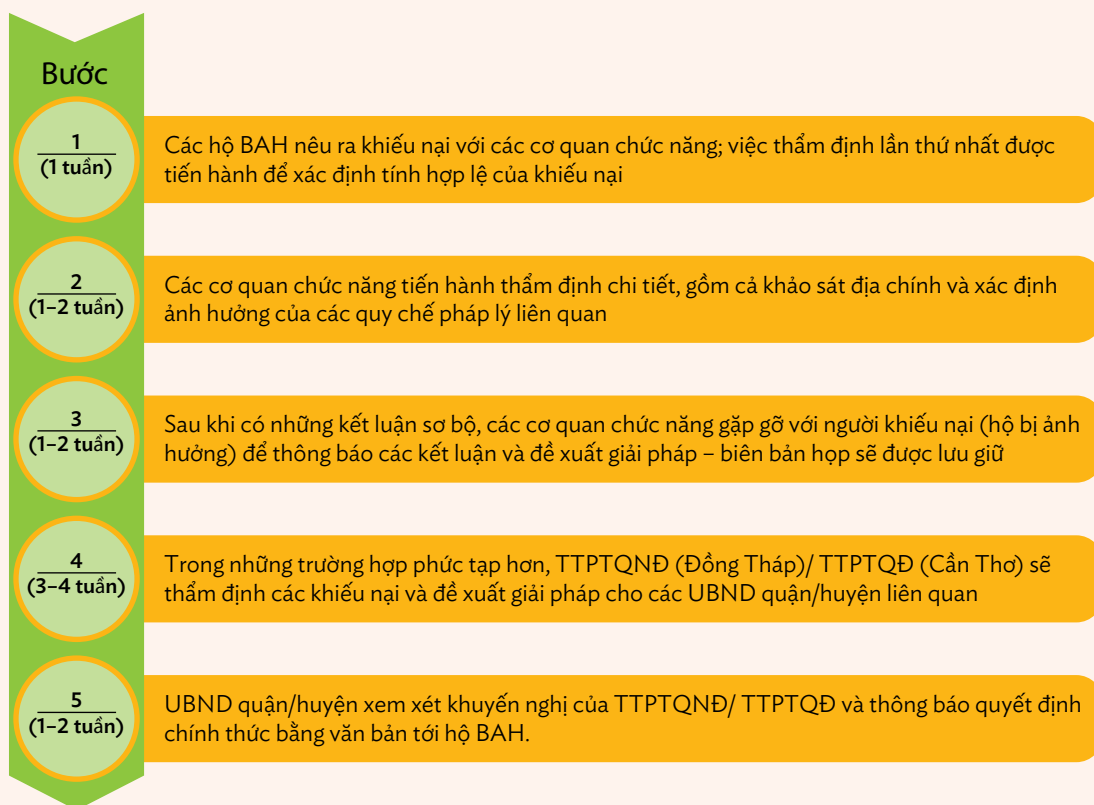 Bước
1
(1 tuần)
Các hộ BAH nêu ra khiếu nại với các cơ quan chức năng; việc thẩm định lần thứ nhất được
tiến hành để xác định tính hợp lệ của khiếu nại
2
(1–2 tuần)
Các cơ quan chức năng tiến hành thẩm định chi tiết, gồm cả khảo sát địa chính và xác định
ảnh hưởng của các quy chế pháp lý liên quan
3
(1–2 tuần)
Sau khi có những kết luận sơ bộ, các cơ quan chức năng gặp gỡ với người khiếu nại (hộ bị ảnh
hưởng) để thông báo các kết luận và đề xuất giải pháp – biên bản họp sẽ được lưu giữ
4
(3–4 tuần)
Trong những trường hợp phức tạp hơn, TTPTQNĐ (Đồng Tháp)/ TTPTQĐ (Cần Thơ) sẽ
thẩm định các khiếu nại và đề xuất giải pháp cho các UBND quận/huyện liên quan
5
(1–2 tuần)
UBND quận/huyện xem xét khuyến nghị của TTPTQNĐ/ TTPTQĐ và thông báo quyết định
chính thức bằng văn bản tới hộ BAH.